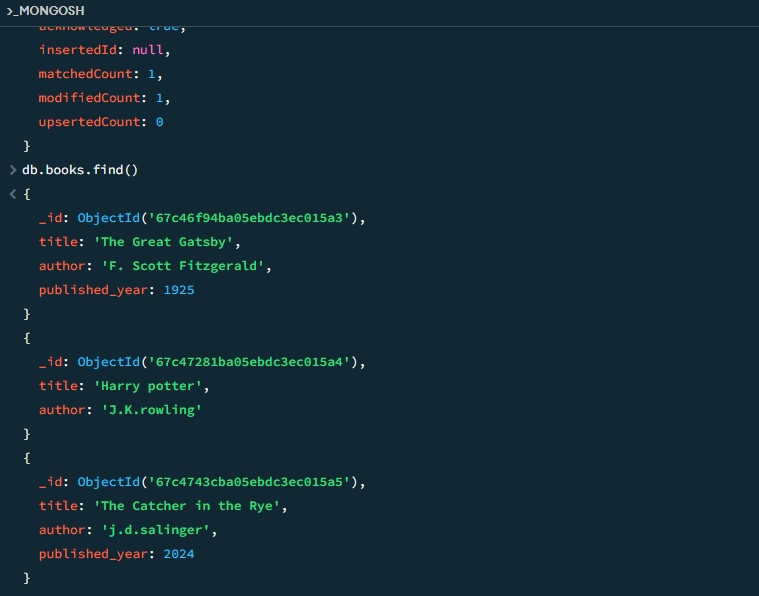 >_MONGOSH
acknowledged: true,
insertedId: null,
matchedCount: 1,
modifiedCount: 1,
upsertedCount: 0
}
> db.books.find()
< {
_id: ObjectId('67c46f94ba05ebdc3ec015a3'),
title: 'The Great Gatsby',
author: 'F. Scott Fitzgerald',
published_year: 1925
}
{
_id: ObjectId('67c47281ba05ebdc3ec015a4'),
title: 'Harry potter',
author: 'J.K.rowling'
}
{
_id: ObjectId('67c4743cba05ebdc3ec015a5'),
title: 'The Catcher in the Rye',
author: 'j.d.salinger',
published_year: 2024
}